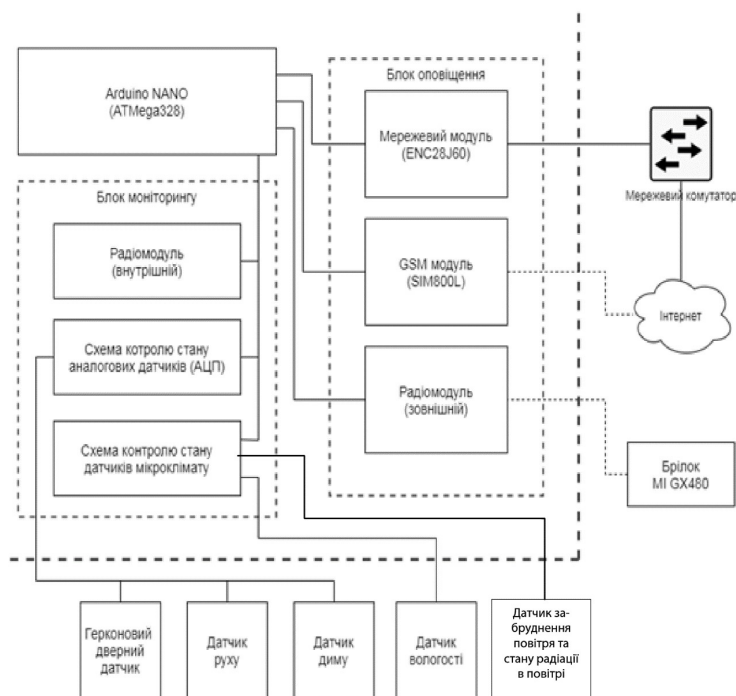 Arduino NANO
(ATMega328)
Блок оповіщення
Мережевий модуль
(ENC28J60)
Мережевий комутатор
Блок моніторингу
Радіомодуль
(внутрішній)
GSM модуль
(SIM800L)
Інтернет
Схема котролю стану
аналогових датчиків (АЦП)
Радіомодуль
(зовнішній)
Схема контролю стану
датчиків мікроклімату
Брілок
MI GX480
Герконовий
дверний
датчик
Датчик
руху
Датчик
диму
Датчик
вологості
Датчик за-
бруднення
повітря та
стану радіації
в повітрі